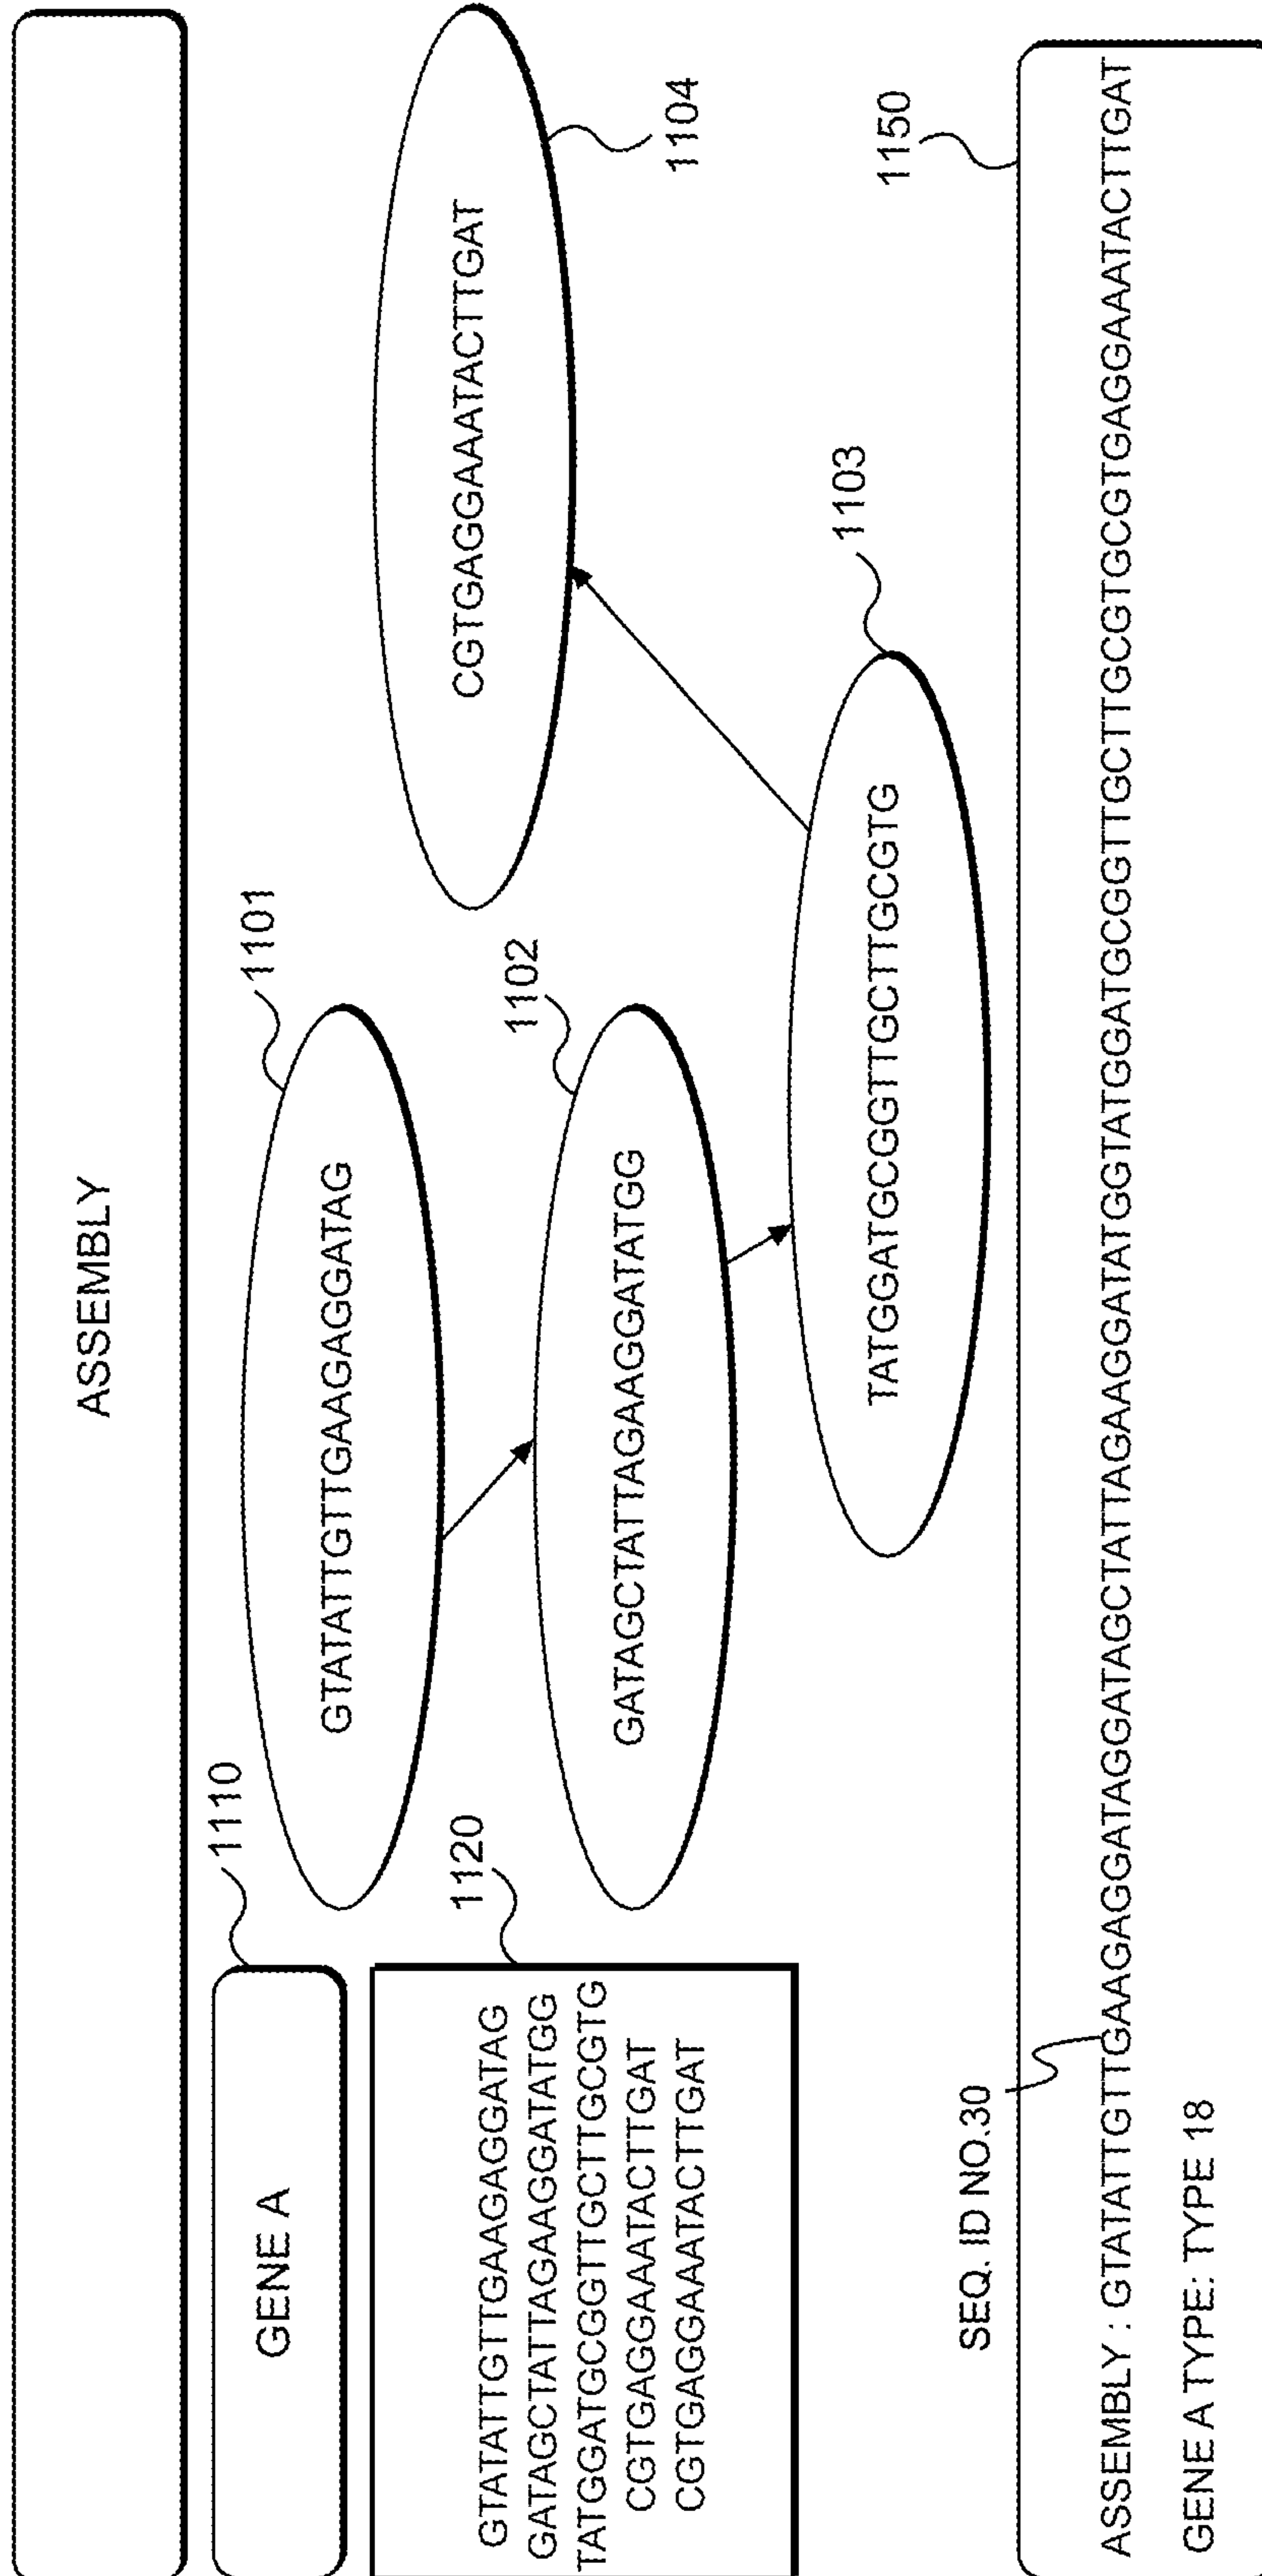 ASSEMBLY
GENE A
1110
1101
GTATATTGTTGAAGAGGATAG
1104
CGTGAGGAAATACTTGAT
1120
GTATATTGTTGAAGAGGATAG
GATAGCTATTAGAAGGATATGG
TATGGATGCGGTTGCTTGCGTG
CGTGAGGAAATACTTGAT
CGTGAGGAAATACTTGAT
1102
GATAGCTATTAGAAGGATATGG
1103
TATGGATGCGGTTGCTTGCGTG
1150
SEQ. ID NO.30
ASSEMBLY : GTATATTGTTGAAGAGGATAGGATAGCTATTAGAAGGATATGGTATGGATGCGGTTGCTTGCGTGCGTGAGGAAATACTTGAT
GENE A TYPE: TYPE 18